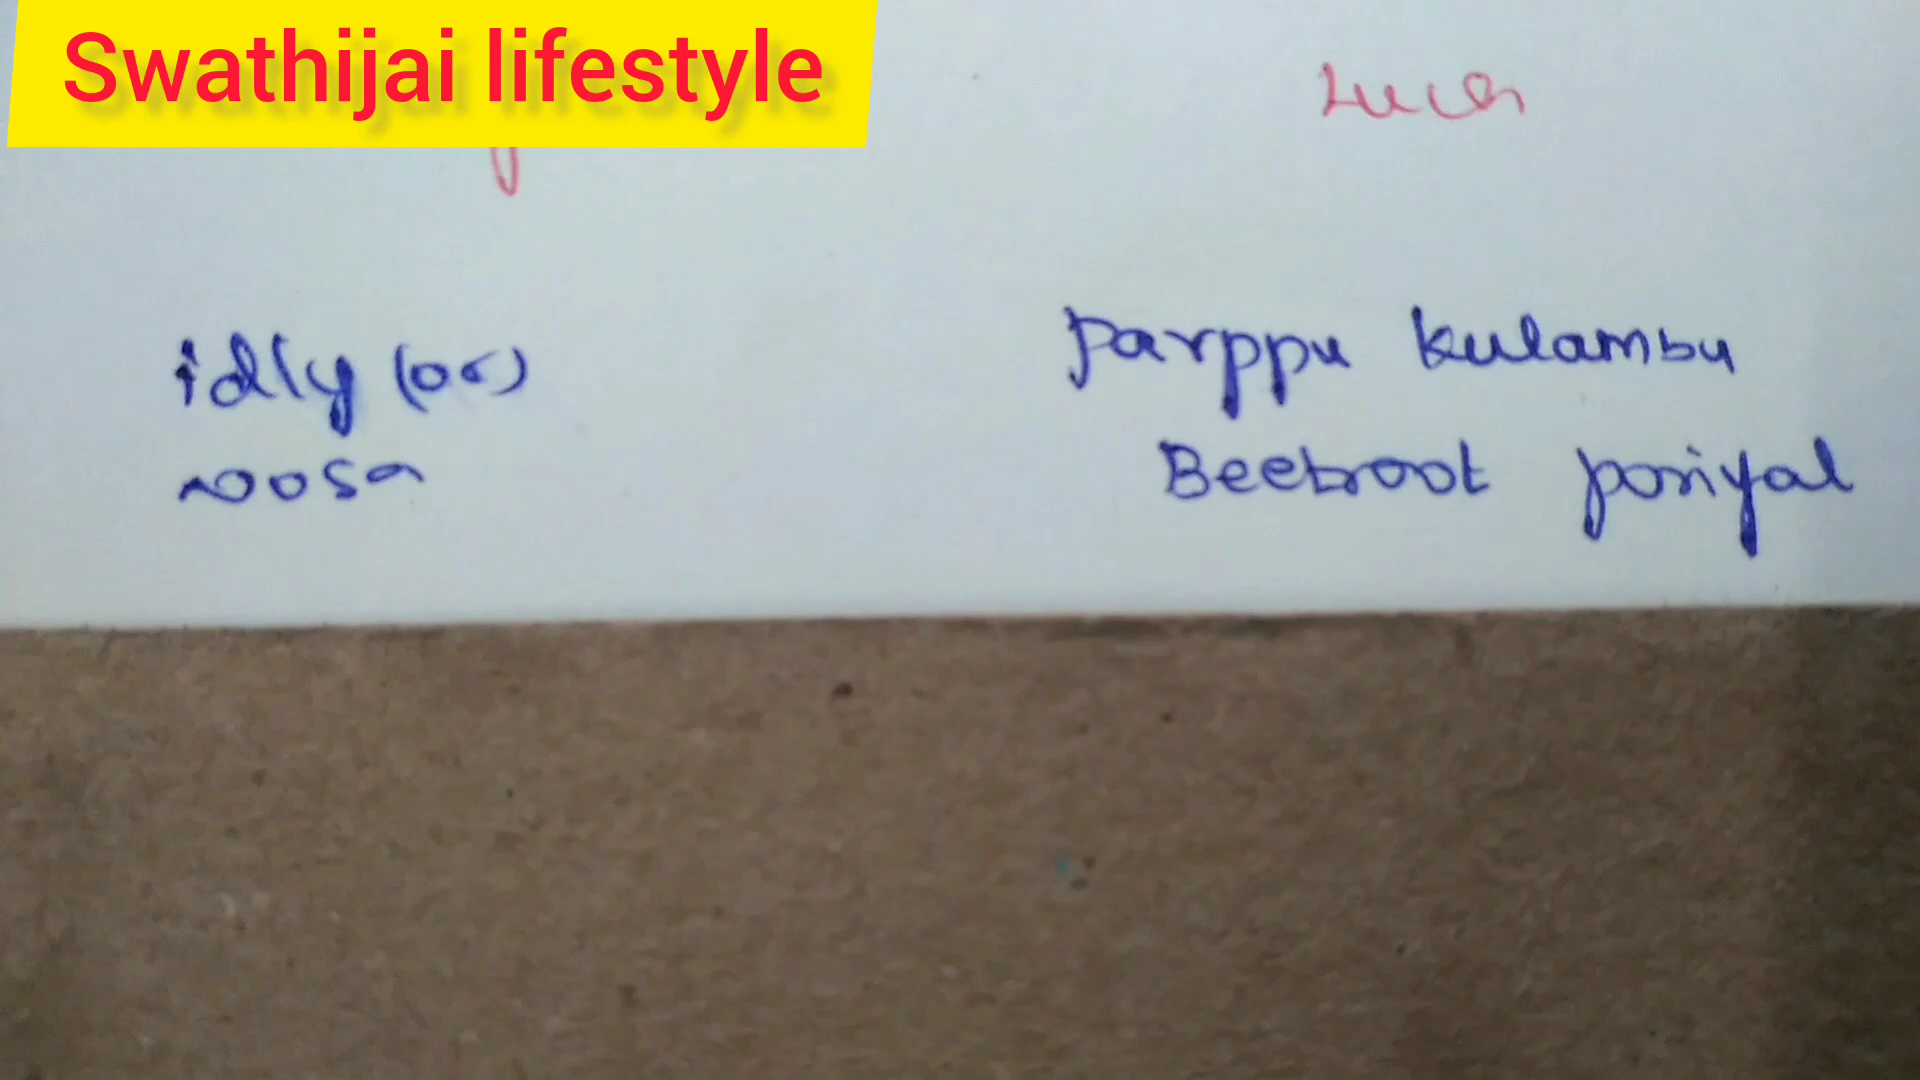 Swathijai lifestyle
idly (or)
Parppu kulambu
Beetroot poriyal